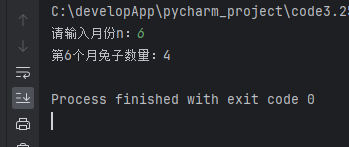 C:\developApp\pycharm_project\code3.25
请输入月份n：6
第6个月兔子数量：4
Process finished with exit code 0